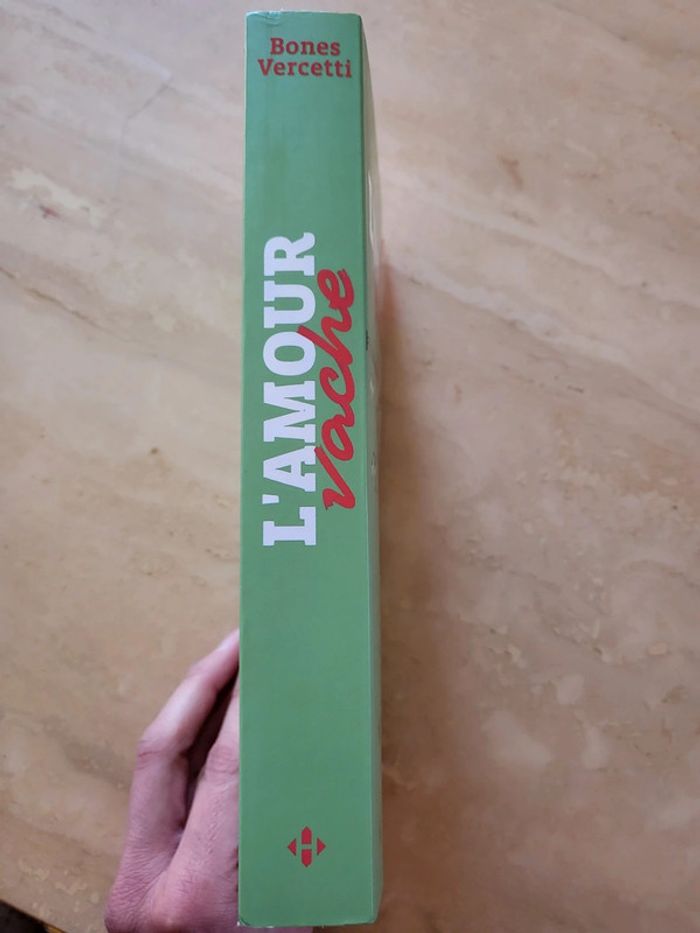 Bones
Vercetti
L'AMOUR
vache